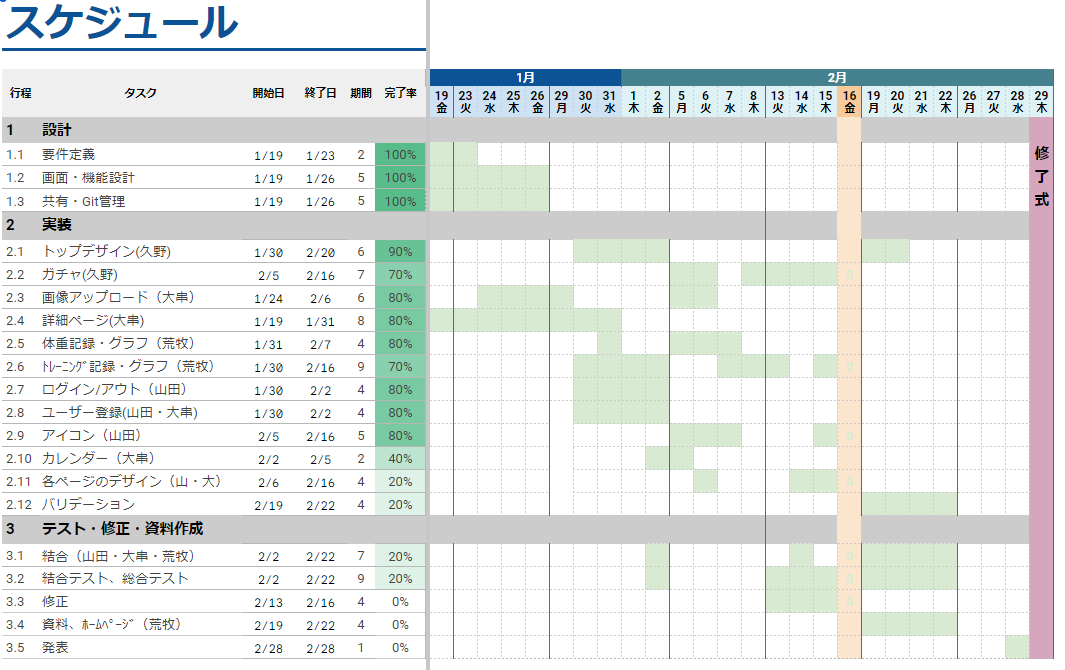 スケジュール
1月 2月
行程 タスク 開始日 終了日 期間 完了率 19 23 24 25 26 29 30 31 1 2 5 6 7 8 13 14 15 16 19 20 21 22 26 27 28 29
金 火 水 木 金 月 火 水 木 金 月 火 水 木 火 水 木 金 月 火 水 木 月 火 水 木
1 設計
1.1 要件定義 1/19 1/23 2 100%
1.2 画面・機能設計 1/19 1/26 5 100%
1.3 共有・Git管理 1/19 1/26 5 100%
修了式
2 実装
2.1 トップデザイン(久野) 1/30 2/20 6 90%
2.2 ガチャ(久野) 2/5 2/16 7 70% 0
2.3 画像アップロード（大串） 1/24 2/6 6 80%
2.4 詳細ページ(大串) 1/19 1/31 8 80%
2.5 体重記録・グラフ（荒牧） 1/31 2/7 4 80%
2.6 ﾄﾚｰﾆﾝｸﾞ記録・グラフ（荒牧） 1/30 2/16 9 70% 0
2.7 ログイン/アウト（山田） 1/30 2/2 4 80%
2.8 ユーザー登録(山田・大串) 1/30 2/2 4 80%
2.9 アイコン（山田） 2/5 2/16 5 80% 0
2.10 カレンダー（大串） 2/2 2/5 2 40%
2.11 各ページのデザイン（山・大） 2/6 2/16 4 20% 0
2.12 バリデーション 2/19 2/22 4 20%
3 テスト・修正・資料作成
3.1 結合（山田・大串・荒牧） 2/2 2/22 7 20% 0
3.2 結合テスト、総合テスト 2/2 2/22 9 20% 0
3.3 修正 2/13 2/16 4 0% 0
3.4 資料、ﾎｰﾑﾍﾟｰｼﾞ（荒牧） 2/19 2/22 4 0%
3.5 発表 2/28 2/28 1 0%